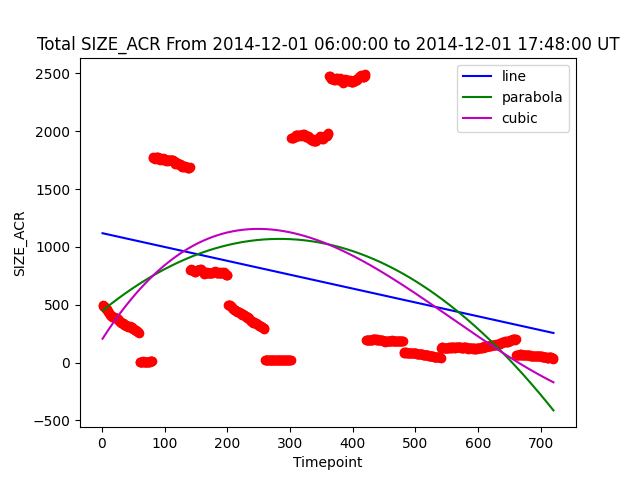 Total SIZE_ACR From 2014-12-01 06:00:00 to 2014-12-01 17:48:00 UT
line
parabola
cubic
2500
2000
1500
1000
500
0
−500
SIZE_ACR
0 100 200 300 400 500 600 700
Timepoint